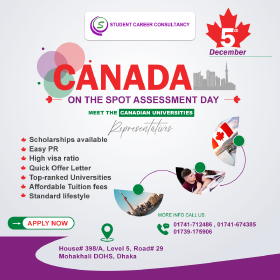 STUDENT CAREER CONSULTANCY
5
December
CANADA
ON THE SPOT ASSESSMENT DAY
MEET THE CANADIAN UNIVERSITIES
Representatives
Scholarships available
Easy PR
High visa ratio
Quick Offer Letter
Top-ranked Universities
Affordable Tuition fees
Standard lifestyle
APPLY NOW
MORE INFO CALL US:
01741-712486 , 01741-674385
01739-175906
House# 398/A, Level 5, Road# 29
Mohakhali DOHS, Dhaka